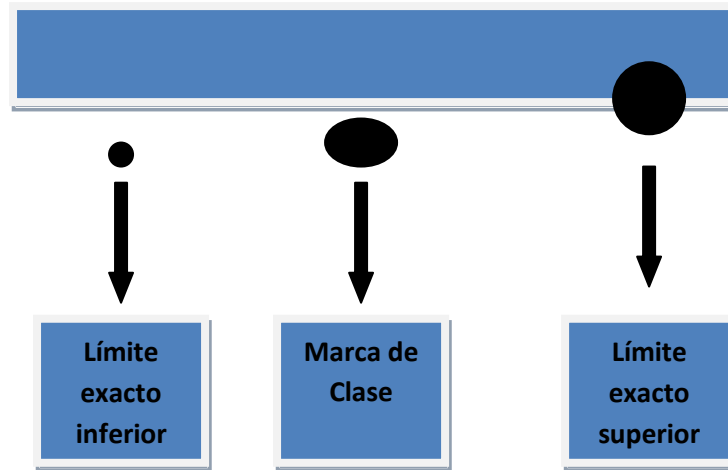 Límite
exacto
inferior
Marca de
Clase
Límite
exacto
superior